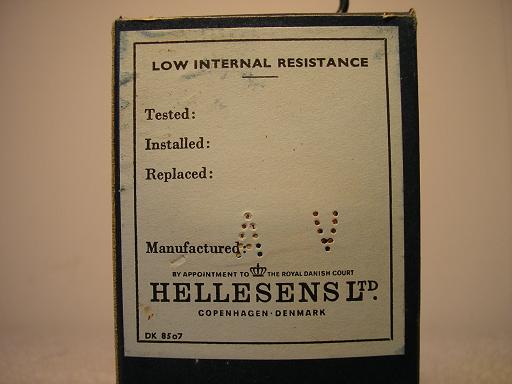 LOW INTERNAL RESISTANCE
Tested:
Installed:
Replaced:
A Y
Manufactured:
BY APPOINTMENT TO THE ROYAL DANISH COURT
HELLESENS LTD.
COPENHAGEN · DENMARK
DK 8507